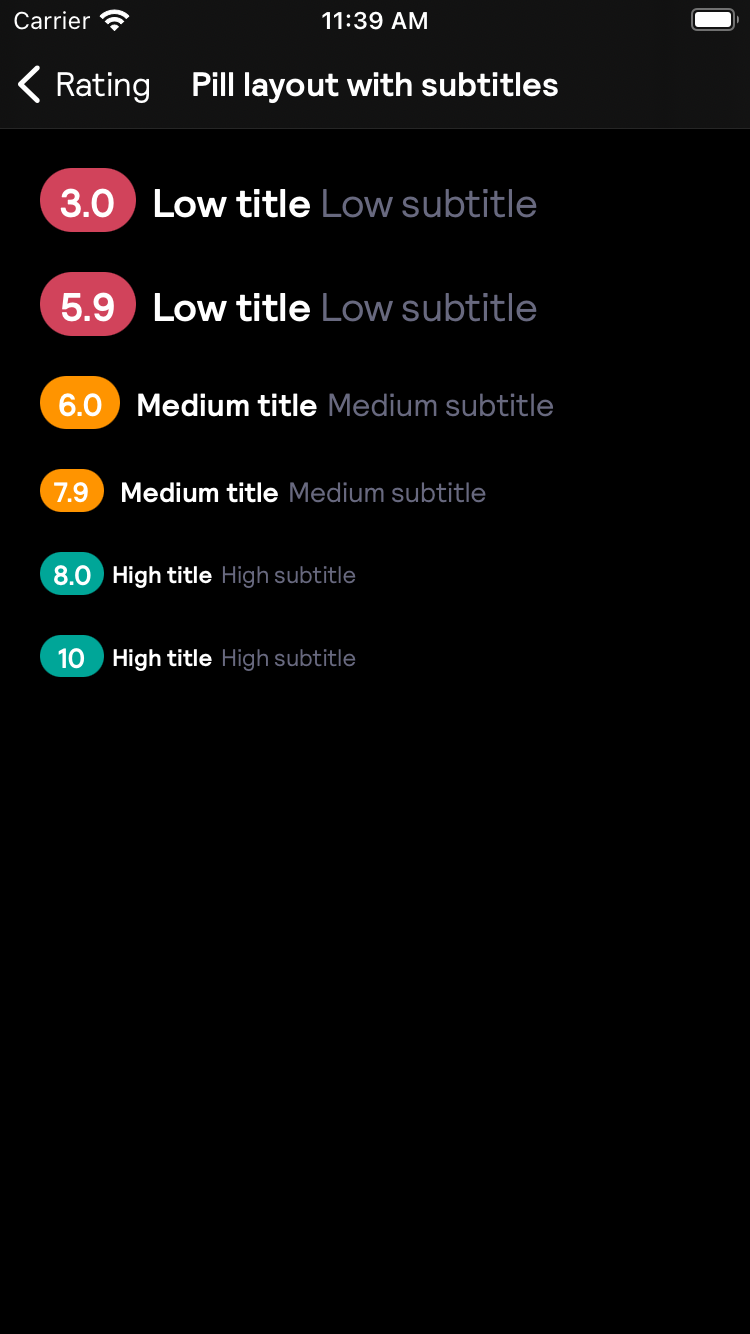 Carrier 11:39 AM
Rating Pill layout with subtitles
3.0 Low title Low subtitle
5.9 Low title Low subtitle
6.0 Medium title Medium subtitle
7.9 Medium title Medium subtitle
8.0 High title High subtitle
10 High title High subtitle